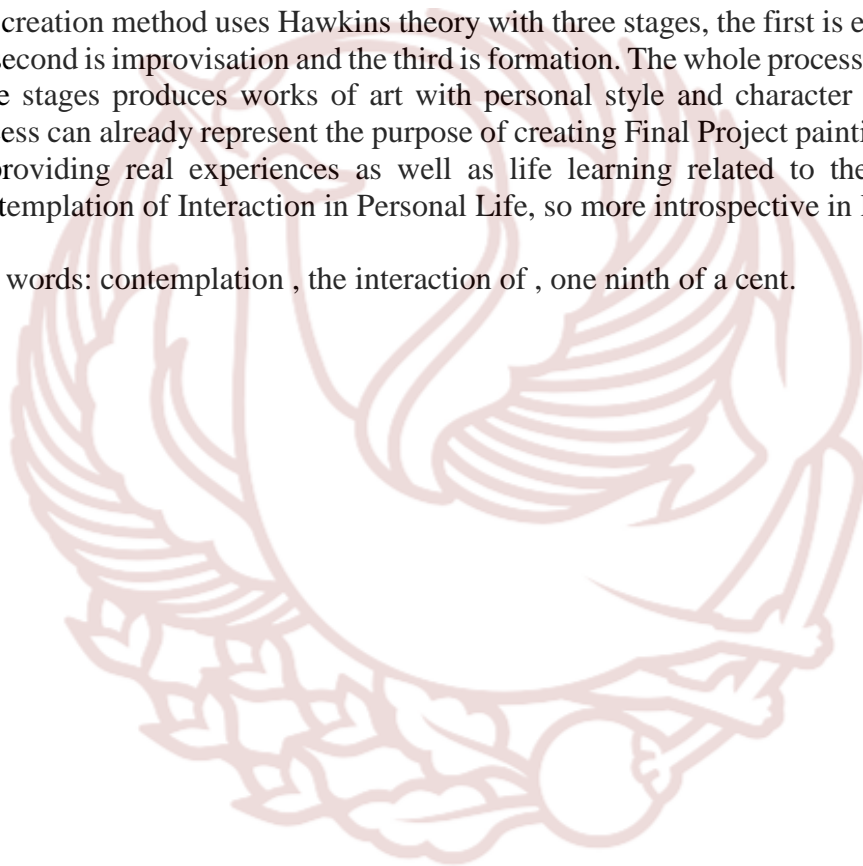 creation method uses Hawkins theory with three stages, the first is
second is improvisation and the third is formation. The whole process
stages produces works of art with personal style and character
can already represent the purpose of creating Final Project
providing real experiences as well as life learning related to the
of Interaction in Personal Life, so more introspective in
words: contemplation , the interaction of , one ninth of a cent.